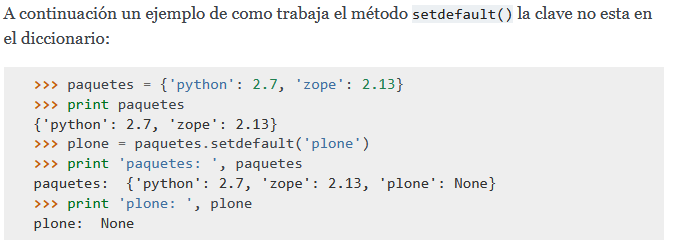 A continuación un ejemplo de como trabaja el método setdefault() la clave no esta en
el diccionario:
>>> paquetes = {'python': 2.7, 'zope': 2.13}
>>> print paquetes
{'python': 2.7, 'zope': 2.13}
>>> plone = paquetes.setdefault('plone')
>>> print 'paquetes: ', paquetes
paquetes:  {'python': 2.7, 'zope': 2.13, 'plone': None}
>>> print 'plone: ', plone
plone:  None